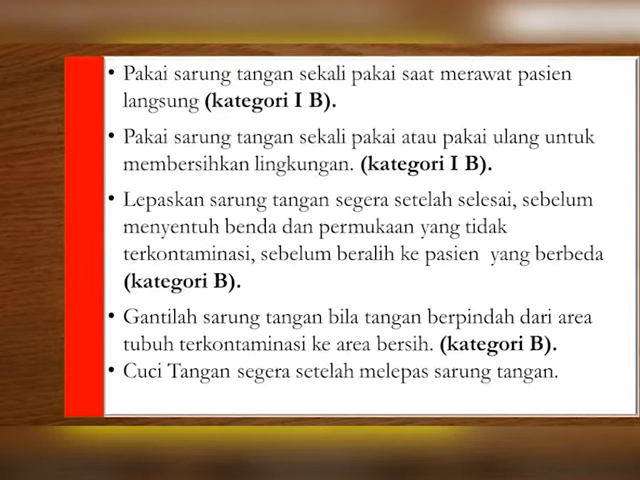 • Pakai sarung tangan sekali pakai saat merawat pasien
langsung (kategori I B).
• Pakai sarung tangan sekali pakai atau pakai ulang untuk
membersihkan lingkungan. (kategori I B).
• Lepaskan sarung tangan segera setelah selesai, sebelum
menyentuh benda dan permukaan yang tidak
terkontaminasi, sebelum beralih ke pasien yang berbeda
(kategori B).
• Gantilah sarung tangan bila tangan berpindah dari area
tubuh terkontaminasi ke area bersih. (kategori B).
• Cuci Tangan segera setelah melepas sarung tangan.